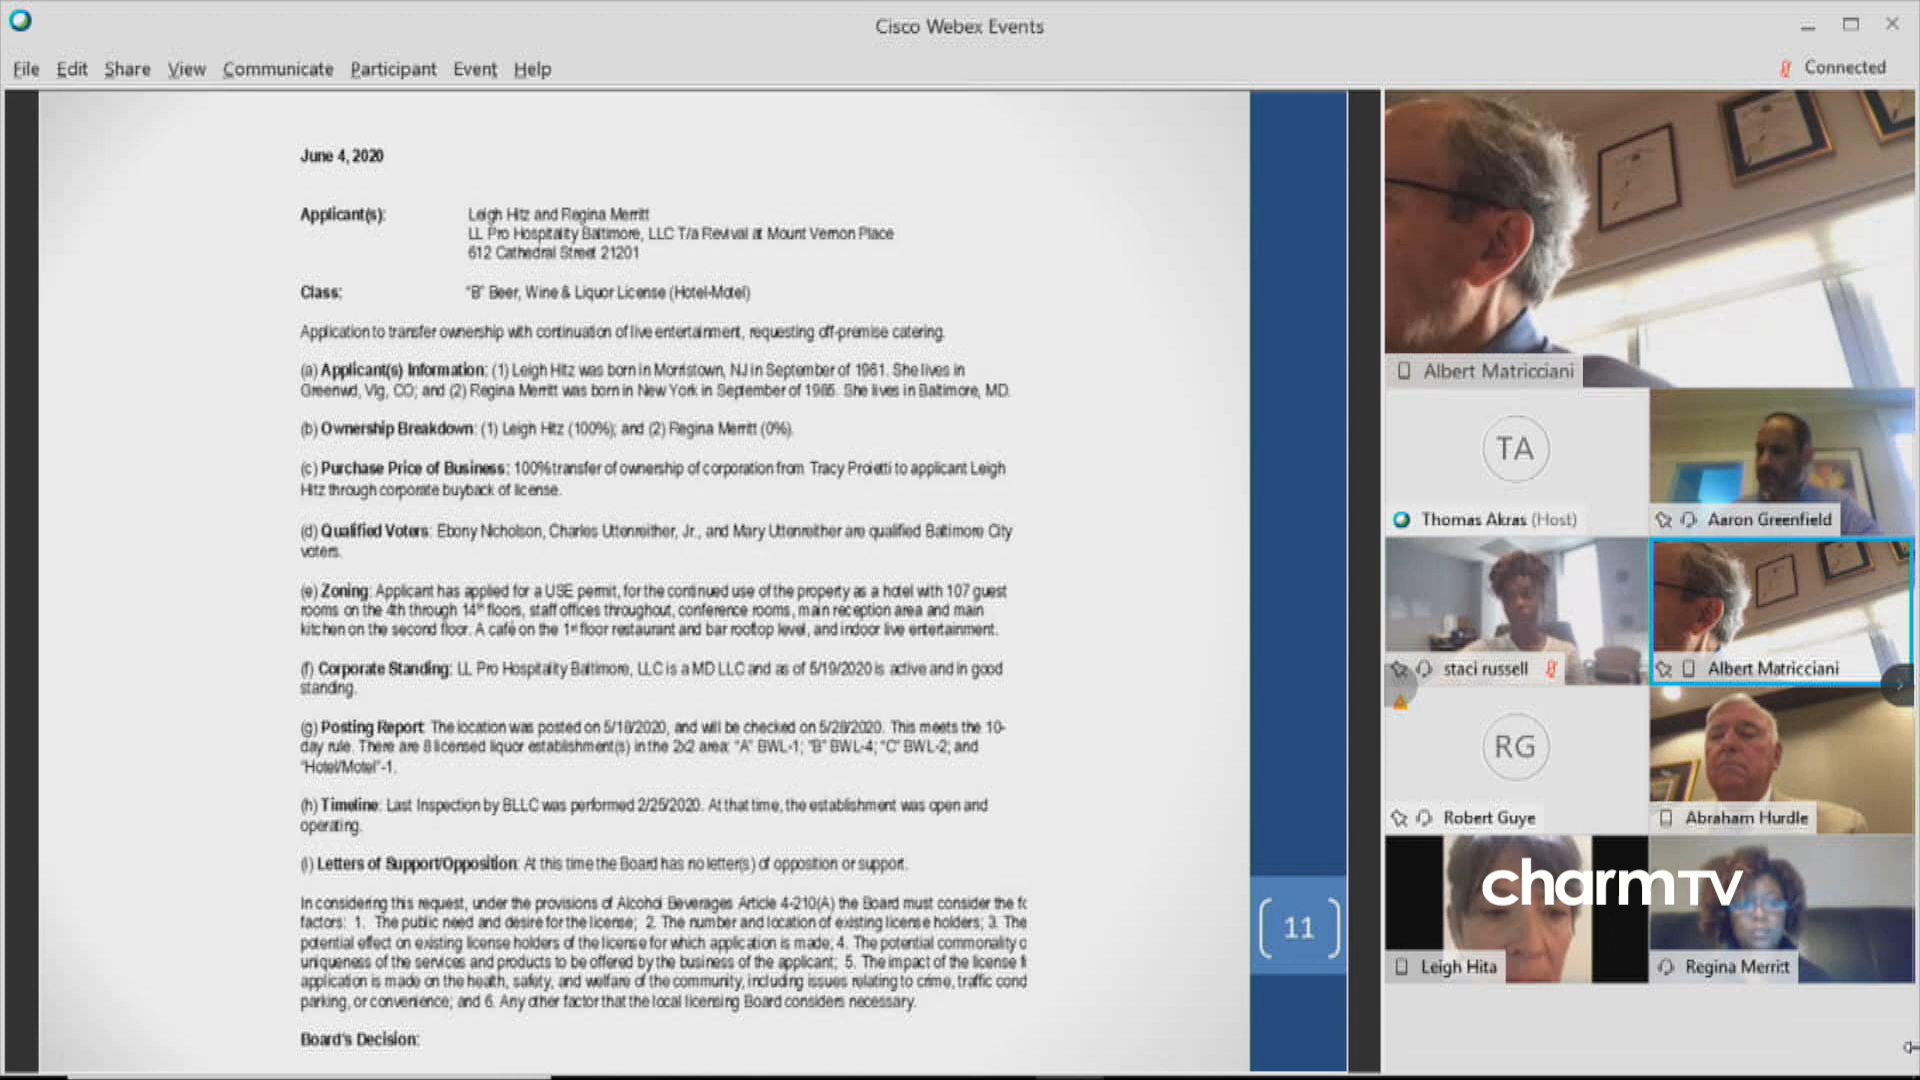 Cisco Webex Events
File Edit Share View Communicate Participant Event Help
Connected
June 4, 2020
Applicant(s): Leigh Hitz and Regina Merritt
LL Pro Hospitality Baltimore, LLC T/a Revival at Mount Vernon Place
612 Cathedral Street 21201
Class: "B" Beer, Wine & Liquor License (Hotel-Motel)
Application to transfer ownership with continuation of live entertainment, requesting off-premise catering.
(a) Applicant(s) Information: (1) Leigh Hitz was born in Morristown, NJ in September of 1961. She lives in
Greenwd, Vlg, CO; and (2) Regina Merritt was born in New York in September of 1985. She lives in Baltimore, MD.
(b) Ownership Breakdown: (1) Leigh Hitz (100%); and (2) Regina Merritt (0%).
(c) Purchase Price of Business: 100% transfer of ownership of corporation from Tracy Proietti to applicant Leigh
Hitz through corporate buyback of license.
(d) Qualified Voters: Ebony Nicholson, Charles Uttenreither, Jr., and Mary Uttenreither are qualified Baltimore City
voters.
(e) Zoning: Applicant has applied for a USE permit, for the continued use of the property as a hotel with 107 guest
rooms on the 4th through 14th floors, staff offices throughout, conference rooms, main reception area and main
kitchen on the second floor. A café on the 1st floor restaurant and bar rooftop level, and indoor live entertainment.
(f) Corporate Standing: LL Pro Hospitality Baltimore, LLC is a MD LLC and as of 5/19/2020 is active and in good
standing.
(g) Posting Report: The location was posted on 5/18/2020, and will be checked on 5/28/2020. This meets the 10-
day rule. There are 8 licensed liquor establishment(s) in the 2x2 area: "A" BWL-1; "B" BWL-4; "C" BWL-2; and
"Hotel/Motel"-1.
(h) Timeline: Last Inspection by BLLC was performed 2/25/2020. At that time, the establishment was open and
operating.
(i) Letters of Support/Opposition: At this time the Board has no letter(s) of opposition or support.
In considering this request, under the provisions of Alcohol Beverages Article 4-210(A) the Board must consider the fo
factors: 1. The public need and desire for the license; 2. The number and location of existing license holders; 3. The
potential effect on existing license holders of the license for which application is made; 4. The potential commonality o
uniqueness of the services and products to be offered by the business of the applicant; 5. The impact of the license fi
application is made on the health, safety, and welfare of the community, including issues relating to crime, traffic cond
parking, or convenience; and 6. Any other factor that the local licensing Board considers necessary.
Board's Decision:
11
Albert Matricciani
TA
Thomas Akras (Host)
Aaron Greenfield
staci russell
Albert Matricciani
RG
Robert Guye
Abraham Hurdle
charmTV
Leigh Hita
Regina Merritt